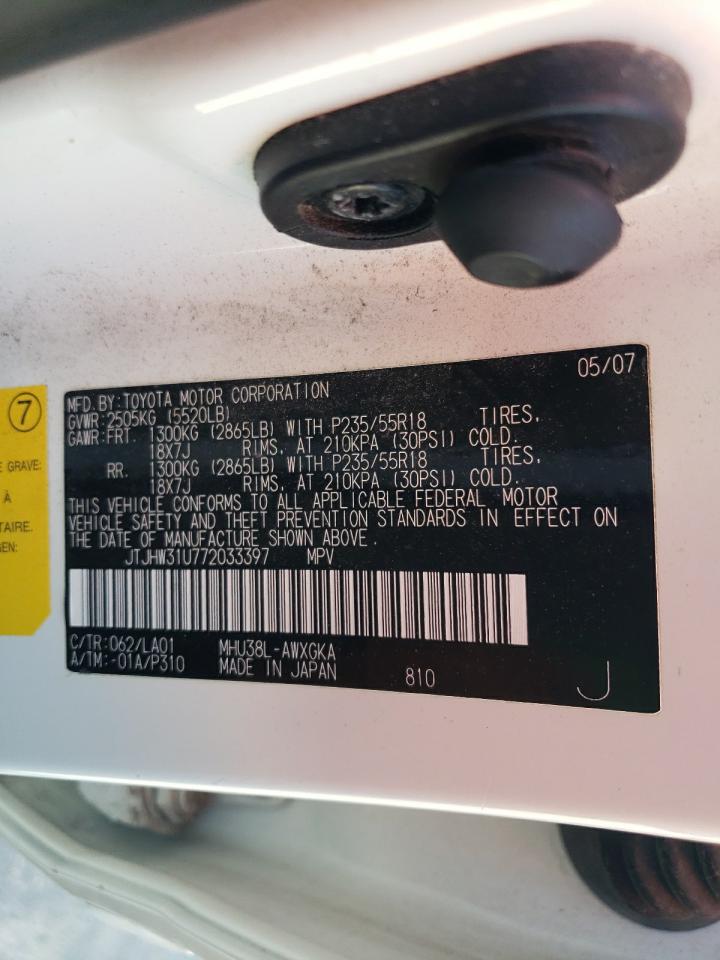 05/07
MFD.BY:TOYOTA MOTOR CORPORATION
GVWR:2505KG (5520LB)
GAWR:FRT. 1300KG (2865LB) WITH P235/55R18 TIRES,
18X7J RIMS, AT 210KPA (30PSI) COLD.
RR. 1300KG (2865LB) WITH P235/55R18 TIRES,
18X7J RIMS, AT 210KPA (30PSI) COLD.
THIS VEHICLE CONFORMS TO ALL APPLICABLE FEDERAL MOTOR
VEHICLE SAFETY AND THEFT PREVENTION STANDARDS IN EFFECT ON
THE DATE OF MANUFACTURE SHOWN ABOVE.
JTJHW31U772033397 MPV
C/TR:062/LA01 MHU38L-AWXGKA
A/TM:-01A/P310 MADE IN JAPAN 810 J
7
E GRAVE:
À
TAIRE.
EN: